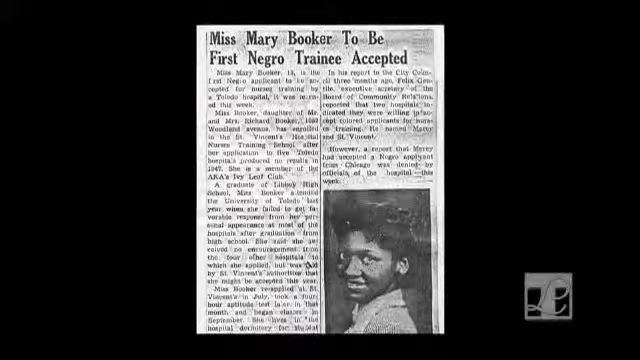 Miss Mary Booker To Be
First Negro Trainee Accepted
Miss Mary Booker, 18, is the
first Negro applicant to be ac-
cepted for nurses training by
a Toledo hospital, it was
this week.
Miss Booker, daughter of Mr.
and Mrs. Richard Booker,
Woodland avenue, has enrolled
in the St. Vincent's Hospital
Nurses Training School after
her application to five Toledo
hospitals produced no results in
1947. She is a member of the
AKA's Ivy Leaf Club.
A graduate of Libbey High
School, Miss Booker attended
the University of Toledo last
year when she failed to get fa-
vorable response from her per-
sonal appearance at most of the
hospitals after graduation from
high school. She said she re-
ceived no encouragement from
the four other hospitals to
which she applied, but was told
by St. Vincent's authorities that
she might be accepted this year.
Miss Booker re-applied at St.
Vincent's in July, took a four-
hour aptitude test later in that
month and began classes in
September. She lives in the
hospital dormitory for
In his report to the City Coun-
cil three months ago, Felix Gen-
tile, executive secretary of the
Board of Community Relations,
reported that two hospitals in-
dicated they were willing to ac-
cept colored applicants for nurs-
es training. He named Mercy
and St. Vincent.
However, a report that Mercy
had accepted a Negro applicant
from Chicago was denied by
officials of the hospital this
week.